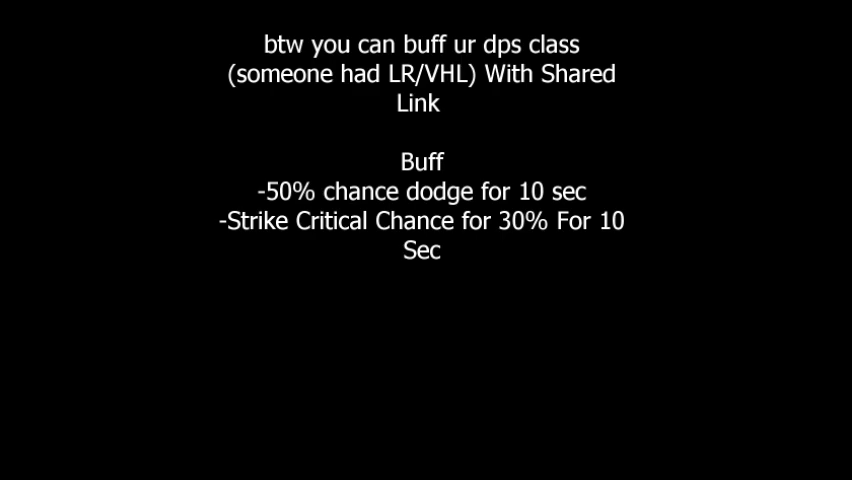 btw you can buff ur dps class
(someone had LR/VHL) With Shared
Link
Buff
-50% chance dodge for 10 sec
-Strike Critical Chance for 30% For 10
Sec